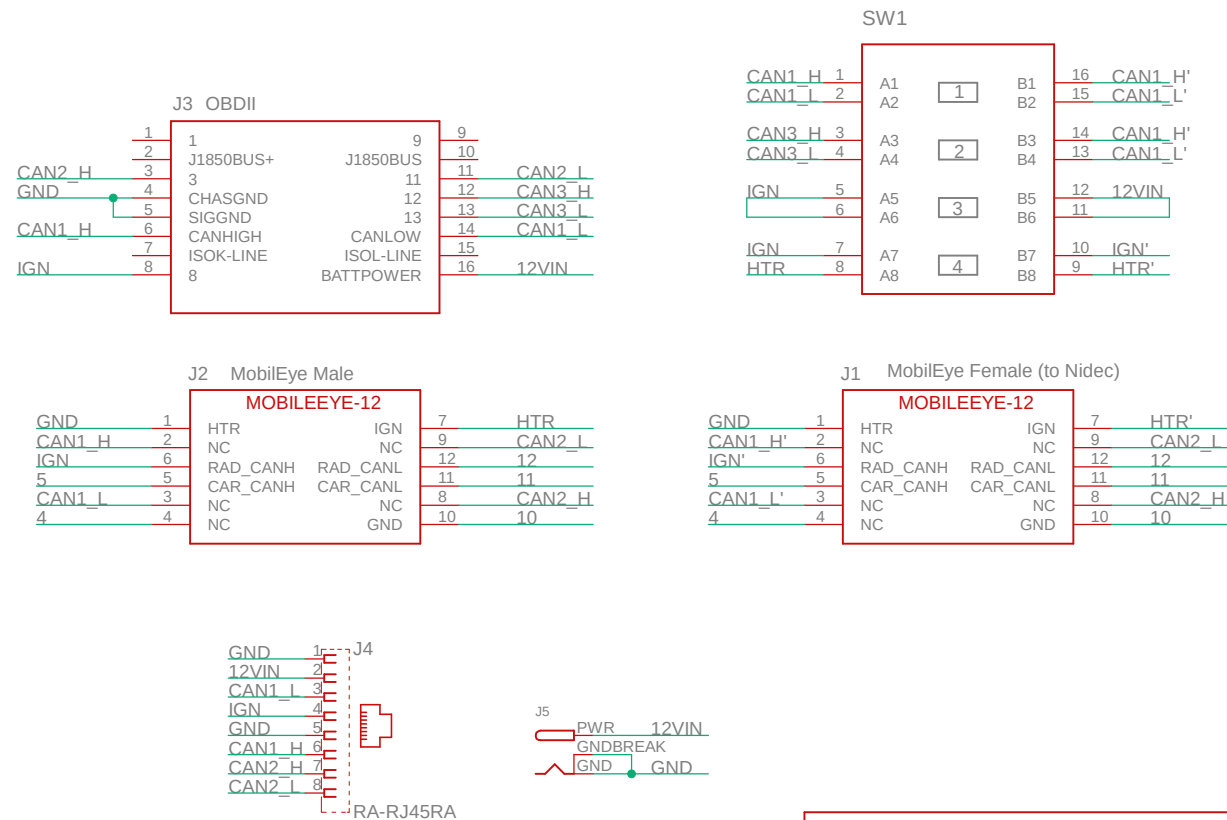 SW1
CAN1_H 1 A1 1 B1 16 CAN1_H'
CAN1_L 2 A2 B2 15 CAN1_L'
CAN3_H 3 A3 2 B3 14 CAN1_H'
CAN3_L 4 A4 B4 13 CAN1_L'
IGN 5 A5 3 B5 12 12VIN
6 A6 B6 11
IGN 7 A7 4 B7 10 IGN'
HTR 8 A8 B8 9 HTR'
J3 OBDII
1 1 9 9
2 J1850BUS+ J1850BUS 10
CAN2_H 3 3 11 11 CAN2_L
GND 4 CHASGND 12 12 CAN3_H
5 SIGGND 13 13 CAN3_L
CAN1_H 6 CANHIGH CANLOW 14 CAN1_L
7 ISOK-LINE ISOL-LINE 15
IGN 8 8 BATTPOWER 16 12VIN
J2 MobilEye Male
MOBILEEYE-12
GND 1 HTR IGN 7 HTR
CAN1_H 2 NC NC 9 CAN2_L
IGN 6 RAD_CANH RAD_CANL 12 12
5 5 CAR_CANH CAR_CANL 11 11
CAN1_L 3 NC NC 8 CAN2_H
4 4 NC GND 10 10
J1 MobilEye Female (to Nidec)
MOBILEEYE-12
GND 1 HTR IGN 7 HTR'
CAN1_H' 2 NC NC 9 CAN2_L
IGN' 6 RAD_CANH RAD_CANL 12 12
5 5 CAR_CANH CAR_CANL 11 11
CAN1_L' 3 NC NC 8 CAN2_H
4 4 NC GND 10 10
J4
GND 1
12VIN 2
CAN1_L 3
IGN 4
GND 5
CAN1_H 6
CAN2_H 7
CAN2_L 8
RA-RJ45RA
J5
PWR 12VIN
GNDBREAK
GND GND